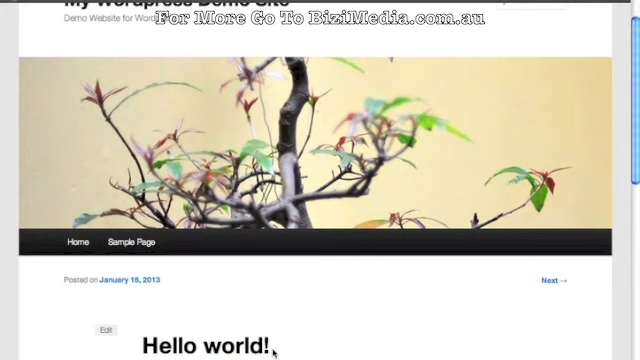 My Wordpress Demo Site
For More Go To BiziMedia.com.au
Demo Website for Word
Home Sample Page
Posted on January 18, 2013 Next →
Edit
Hello world!